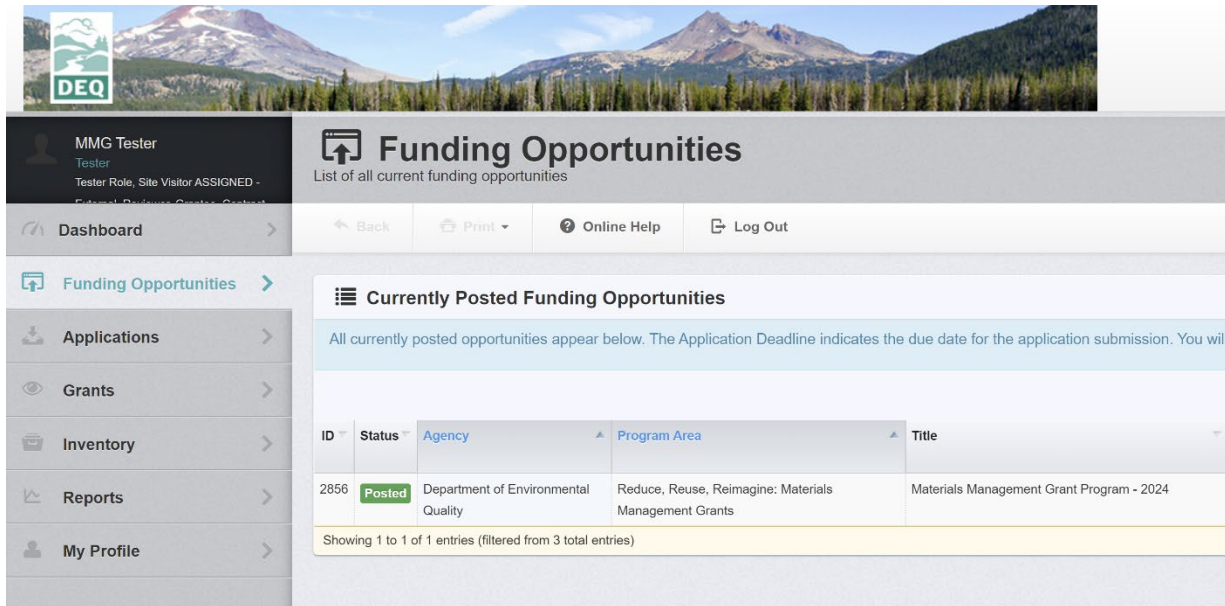 DEQ
MMG Tester
Tester
Tester Role, Site Visitor ASSIGNED -
External, Reviewer, Grantee, Contract
Dashboard
Funding Opportunities
Applications
Grants
Inventory
Reports
My Profile
Funding Opportunities
List of all current funding opportunities
Back
Print
Online Help
Log Out
Currently Posted Funding Opportunities
All currently posted opportunities appear below. The Application Deadline indicates the due date for the application submission. You wil
ID Status Agency Program Area Title
2856 Posted Department of Environmental Reduce, Reuse, Reimagine: Materials Materials Management Grant Program - 2024
Quality Management Grants
Showing 1 to 1 of 1 entries (filtered from 3 total entries)